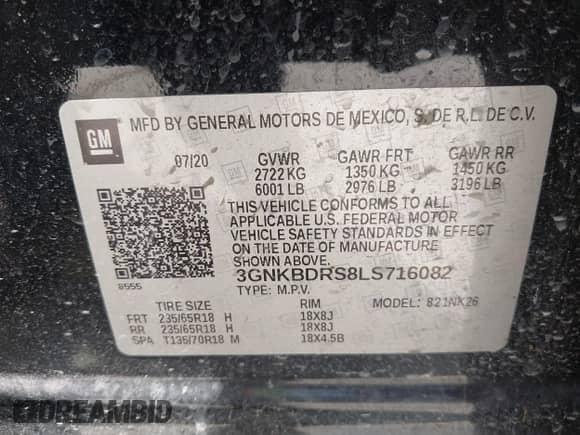 GM
MFD BY GENERAL MOTORS DE MEXICO, S. DE R.L. DE C.V.
07/20 GVWR GAWR FRT GAWR RR
2722 KG 1350 KG 1450 KG
6001 LB 2976 LB 3196 LB
THIS VEHICLE CONFORMS TO ALL
APPLICABLE U.S. FEDERAL MOTOR
VEHICLE SAFETY STANDARDS IN
EFFECT ON THE DATE OF
MANUFACTURE SHOWN ABOVE.
8555 3GNKBDRS8LS716082
TYPE: M.P.V. MODEL: 821NK26
TIRE SIZE RIM
FRT 235/65R18 H 18X8J
RR 235/65R18 H 18X8J
SPA T135/70R18 M 18X4.5B
DREAMBID